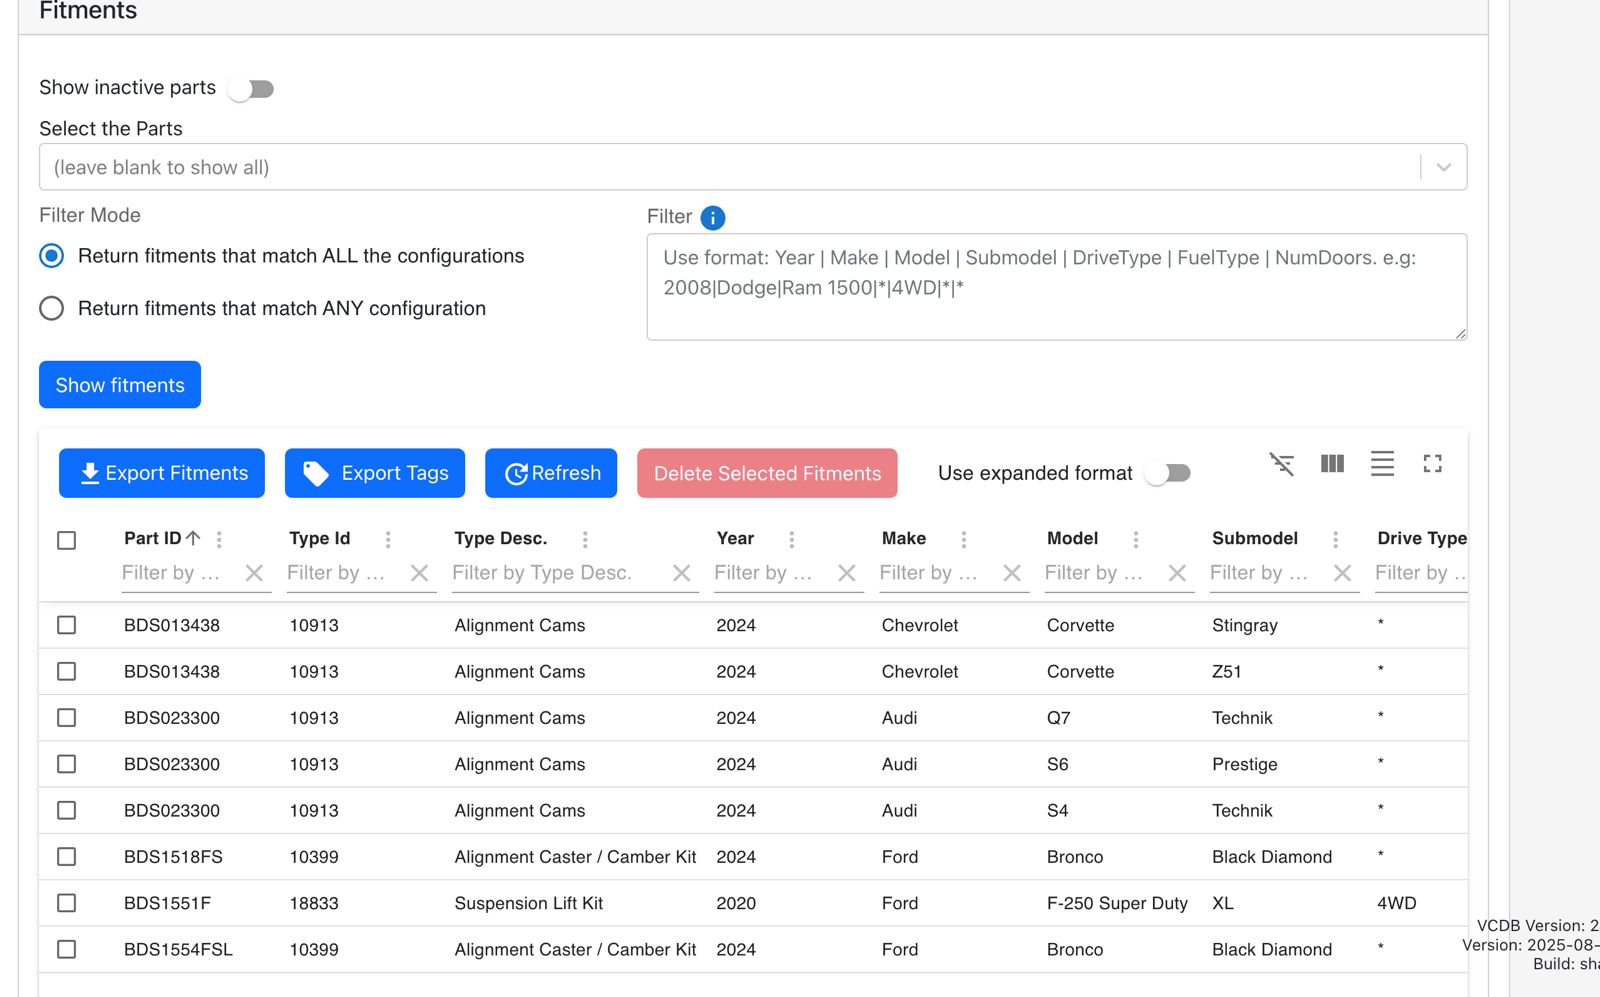 Fitments
Show inactive parts
Select the Parts
(leave blank to show all)
Filter Mode
Return fitments that match ALL the configurations
Return fitments that match ANY configuration
Filter i
Use format: Year | Make | Model | Submodel | DriveType | FuelType | NumDoors. e.g:
2008|Dodge|Ram 1500|*|4WD|*|*
Show fitments
Export Fitments Export Tags Refresh Delete Selected Fitments Use expanded format
Part ID Type Id Type Desc. Year Make Model Submodel Drive Type
Filter by ... Filter by ... Filter by Type Desc. Filter by ... Filter by ... Filter by ... Filter by ... Filter by ..
BDS013438 10913 Alignment Cams 2024 Chevrolet Corvette Stingray *
BDS013438 10913 Alignment Cams 2024 Chevrolet Corvette Z51 *
BDS023300 10913 Alignment Cams 2024 Audi Q7 Technik *
BDS023300 10913 Alignment Cams 2024 Audi S6 Prestige *
BDS023300 10913 Alignment Cams 2024 Audi S4 Technik *
BDS1518FS 10399 Alignment Caster / Camber Kit 2024 Ford Bronco Black Diamond *
BDS1551F 18833 Suspension Lift Kit 2020 Ford F-250 Super Duty XL 4WD
BDS1554FSL 10399 Alignment Caster / Camber Kit 2024 Ford Bronco Black Diamond *
VCDB Version: 2
Version: 2025-08-
Build: sha